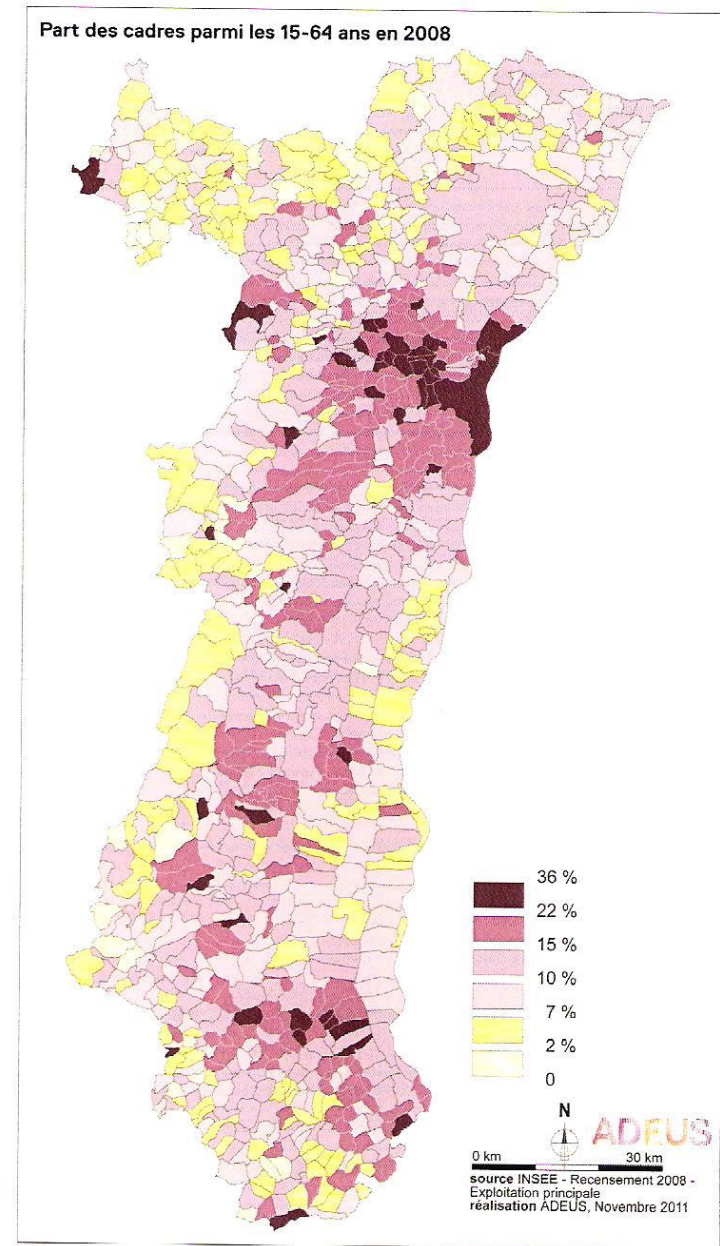 Part des cadres parmi les 15-64 ans en 2008
36 %
22 %
15 %
10 %
7 %
2 %
0
N
ADEUS
0 km 30 km
source INSEE - Recensement 2008 -
Exploitation principale
réalisation ADEUS, Novembre 2011